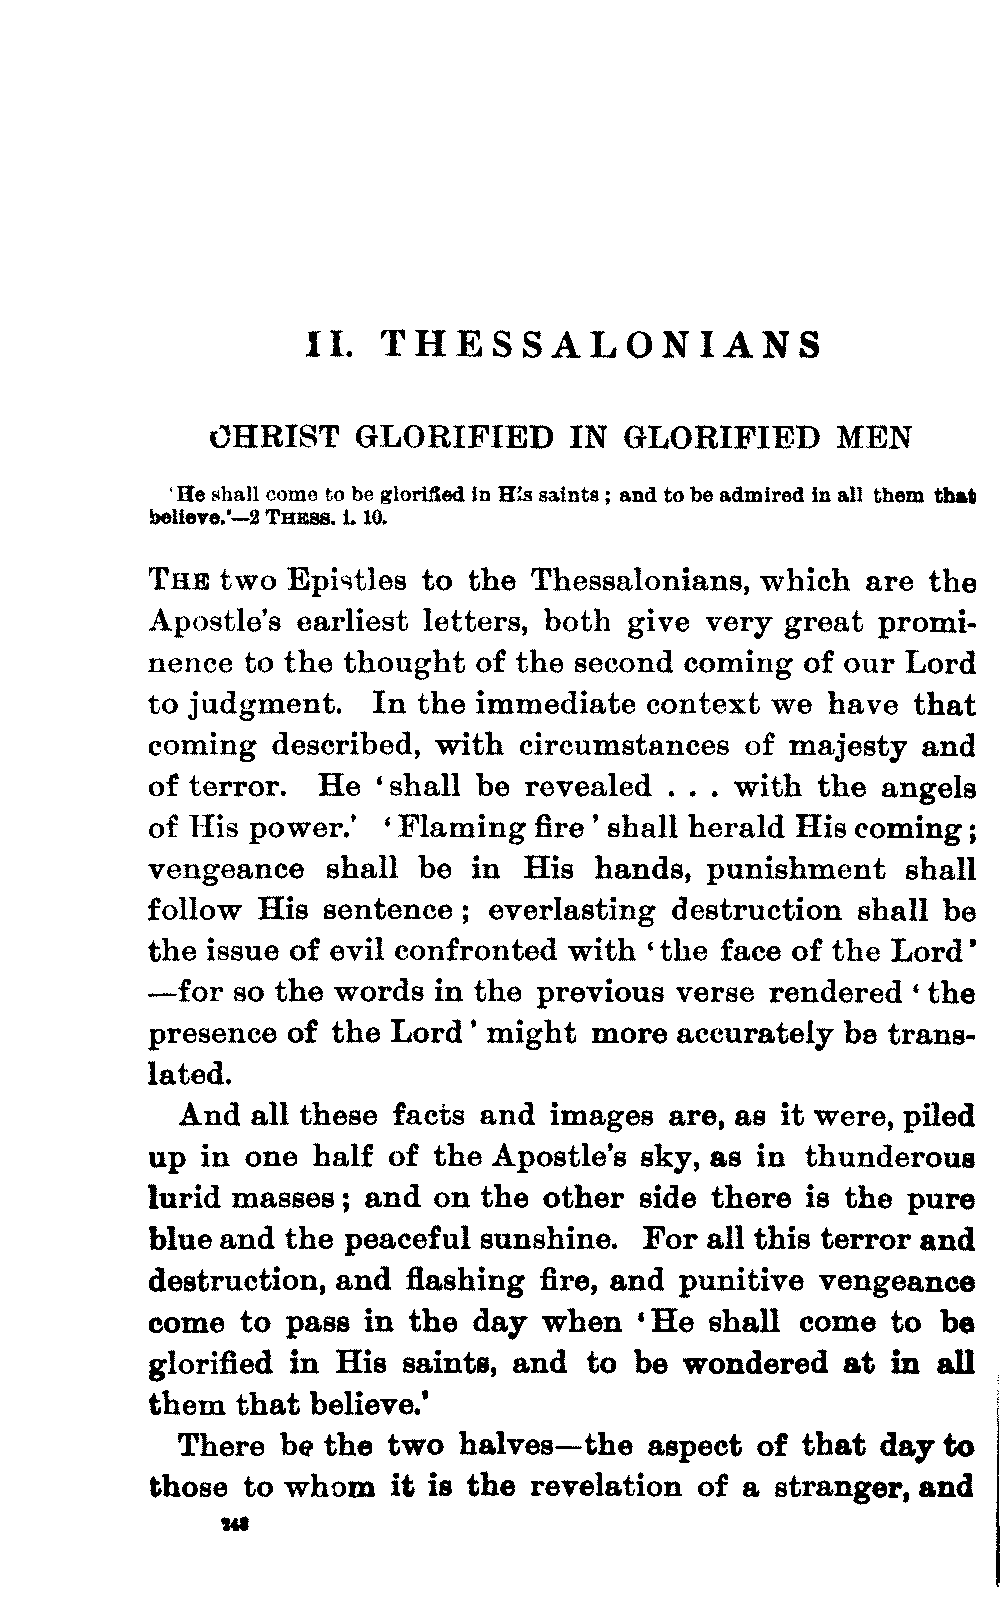 II. THESSALONIANS
CHRIST GLORIFIED IN GLORIFIED MEN
'He shall come to be glorified in His saints; and to be admired in all them that
believe.'—2 THESS. i. 10.
THE two Epistles to the Thessalonians, which are the
Apostle's earliest letters, both give very great promi-
nence to the thought of the second coming of our Lord
to judgment. In the immediate context we have that
coming described, with circumstances of majesty and
of terror. He 'shall be revealed . . . with the angels
of His power.' 'Flaming fire' shall herald His coming;
vengeance shall be in His hands, punishment shall
follow His sentence; everlasting destruction shall be
the issue of evil confronted with 'the face of the Lord'
—for so the words in the previous verse rendered 'the
presence of the Lord' might more accurately be trans-
lated.
And all these facts and images are, as it were, piled
up in one half of the Apostle's sky, as in thunderous
lurid masses; and on the other side there is the pure
blue and the peaceful sunshine. For all this terror and
destruction, and flashing fire, and punitive vengeance
come to pass in the day when 'He shall come to be
glorified in His saints, and to be wondered at in all
them that believe.'
There be the two halves—the aspect of that day to
those to whom it is the revelation of a stranger, and